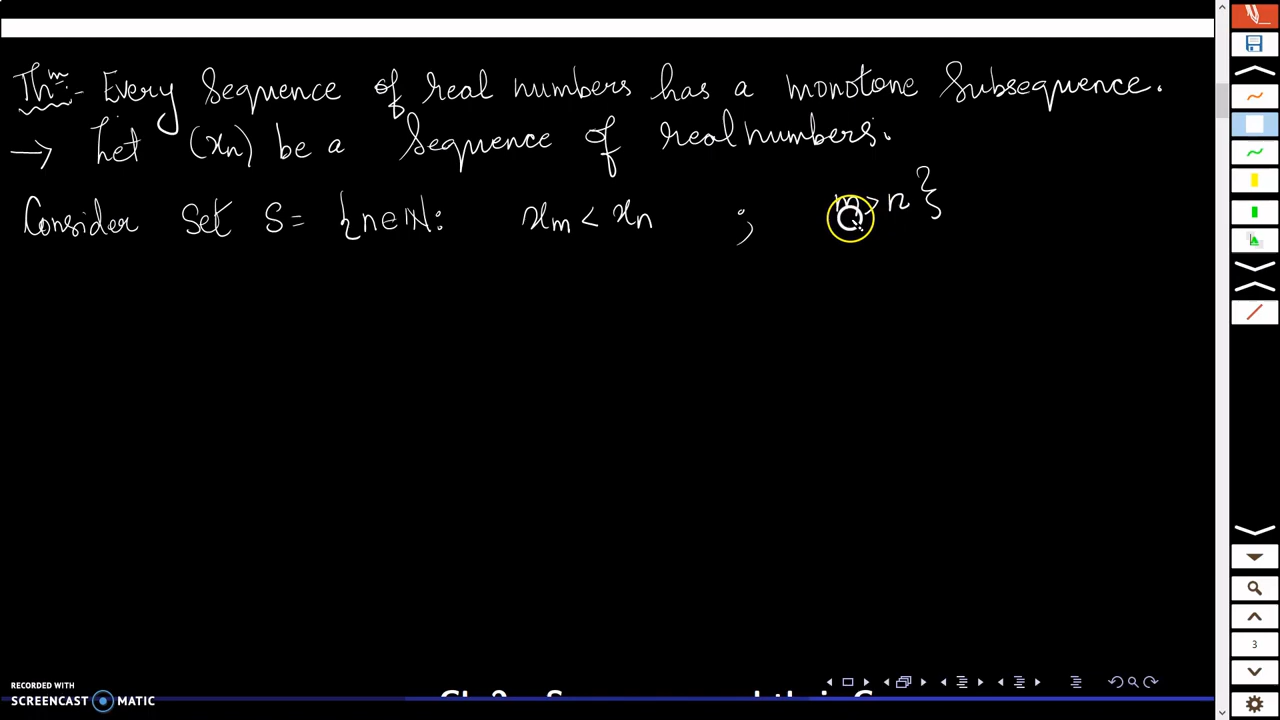 Thm:- Every Sequence of real numbers has a monotone Subsequence.
→ Let (xn) be a Sequence of real numbers.
Consider Set S = {n∈ℕ: xm < xn ; m > n}
3
RECORDED WITH
SCREENCAST MATIC